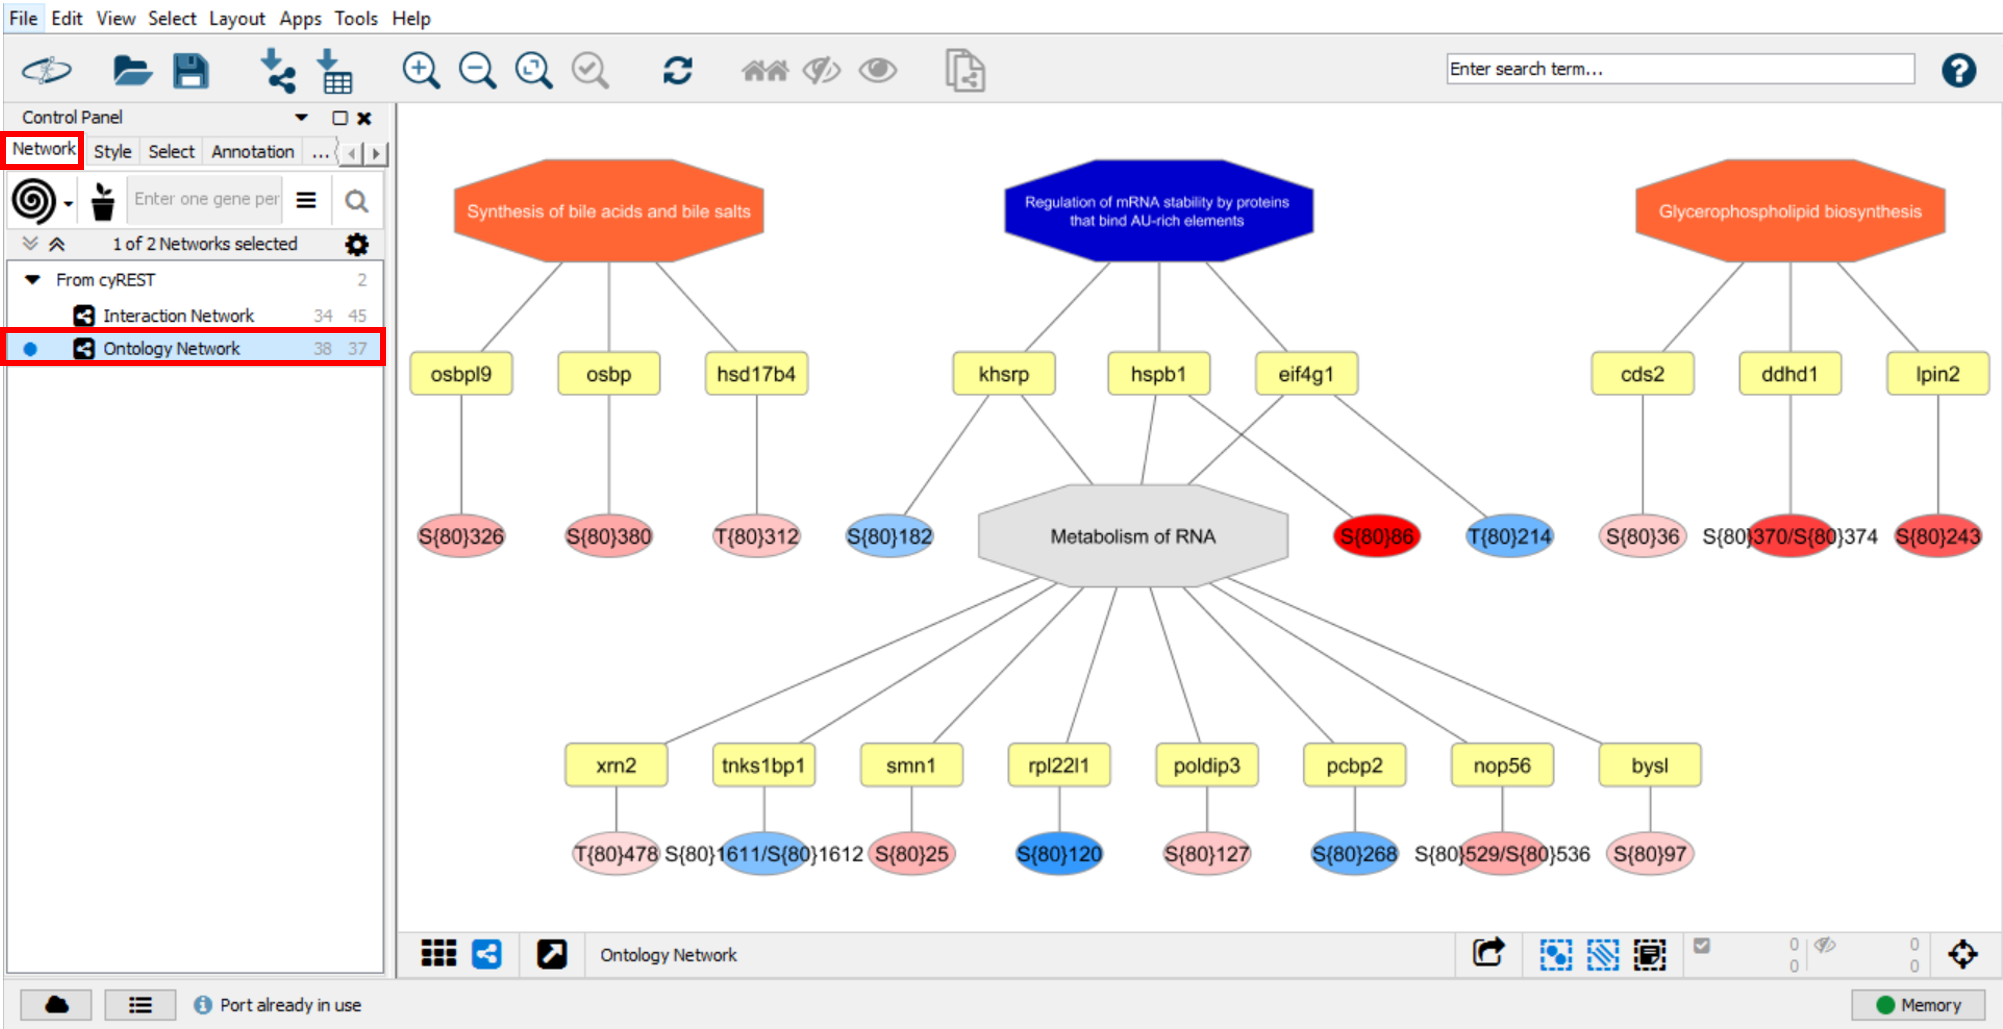 File Edit View Select Layout Apps Tools Help
Enter search term...
Control Panel
Network Style Select Annotation ...
Enter one gene per
1 of 2 Networks selected
From cyREST 2
Interaction Network 34 45
Ontology Network 38 37
Synthesis of bile acids and bile salts
Regulation of mRNA stability by proteins
that bind AU-rich elements
Glycerophospholipid biosynthesis
osbpl9 osbp hsd17b4 khsrp hspb1 eif4g1 cds2 ddhd1 lpin2
S{80}326 S{80}380 T{80}312 S{80}182 Metabolism of RNA S{80}86 T{80}214 S{80}36 S{80}370/S{80}374 S{80}243
xrn2 tnks1bp1 smn1 rpl22l1 poldip3 pcbp2 nop56 bysl
T{80}478 S{80}1611/S{80}1612 S{80}25 S{80}120 S{80}127 S{80}268 S{80}529/S{80}536 S{80}97
Ontology Network 0 0
0 0
Port already in use Memory